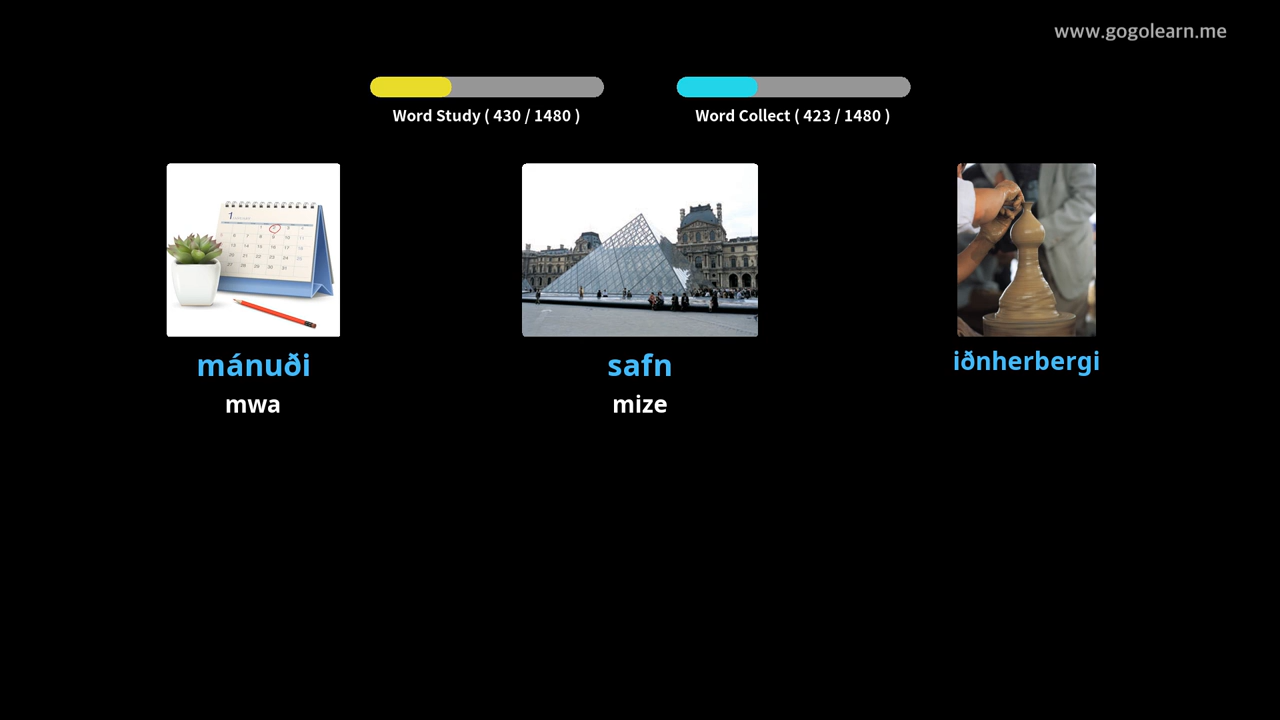 www.gogolearn.me
Word Study ( 430 / 1480 )
Word Collect ( 423 / 1480 )
mánuði
safn
iðnherbergi
mwa
mize